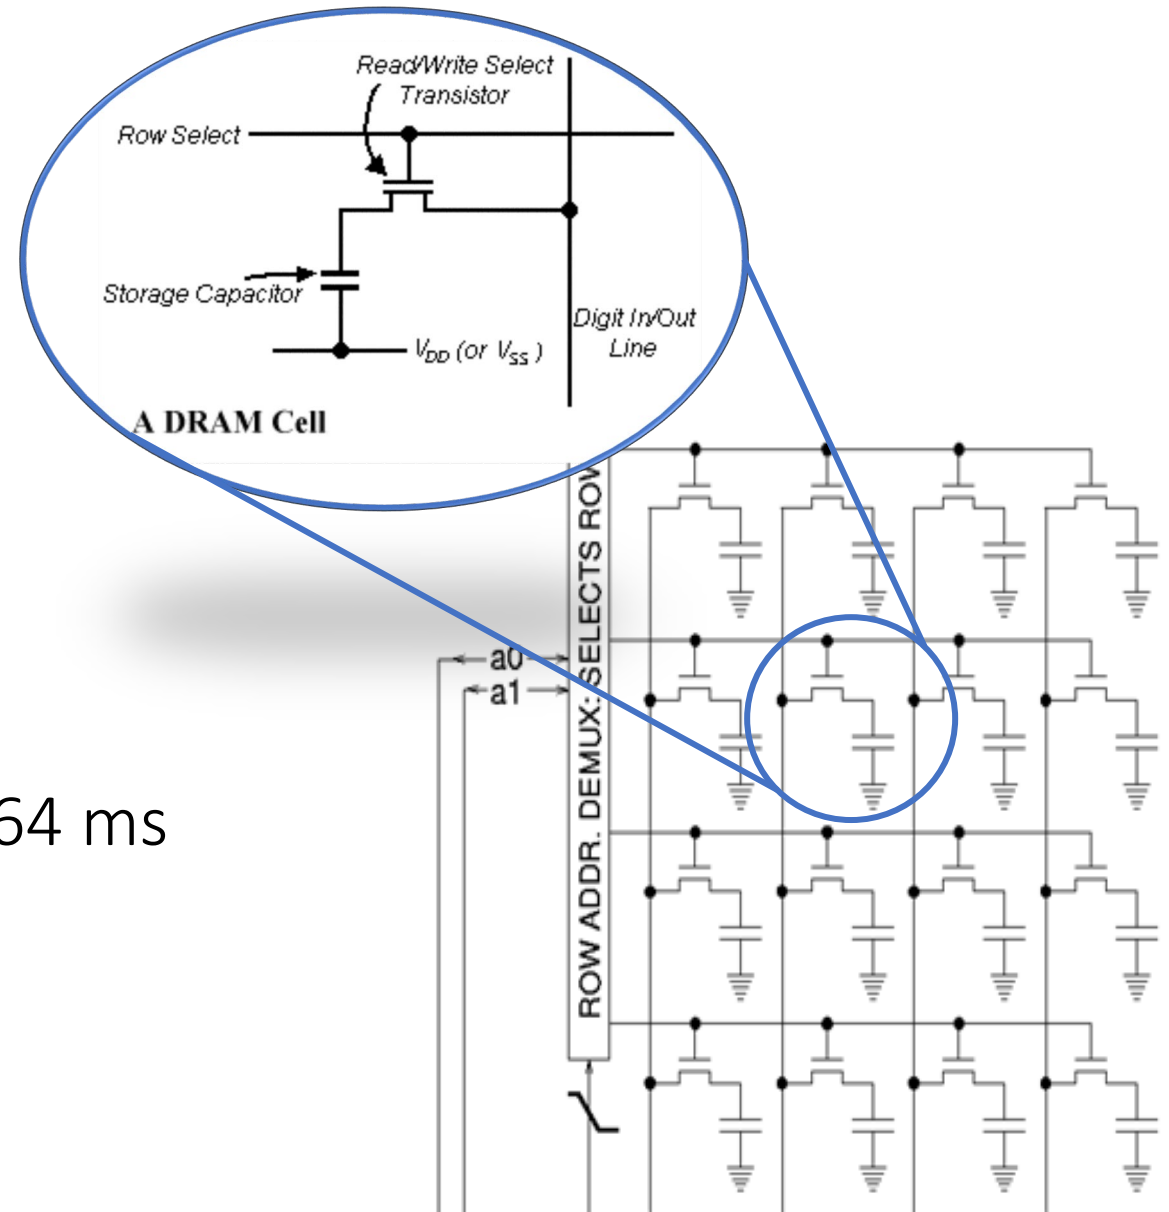 Read/Write Select
Transistor
Row Select
Storage Capacitor
Digit In/Out
Line
V_DD (or V_SS )
A DRAM Cell
ROW ADDR. DEMUX: SELECTS ROW
a0
a1
64 ms